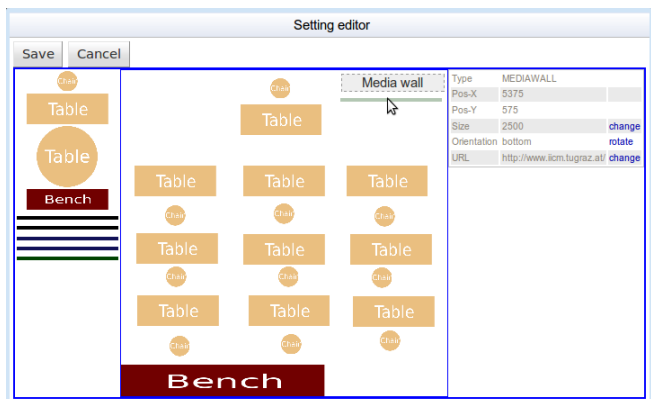 Setting editor
Save Cancel
Chair
Table
Table
Bench
Chair
Table
Media wall
Table Table Table
Chair Chair Chair
Table Table Table
Chair Chair Chair
Table Table Table
Chair Chair Chair
Bench
Type MEDIAWALL
Pos-X 5375
Pos-Y 575
Size 2500 change
Orientation bottom rotate
URL http://www.iicm.tugraz.at/ change